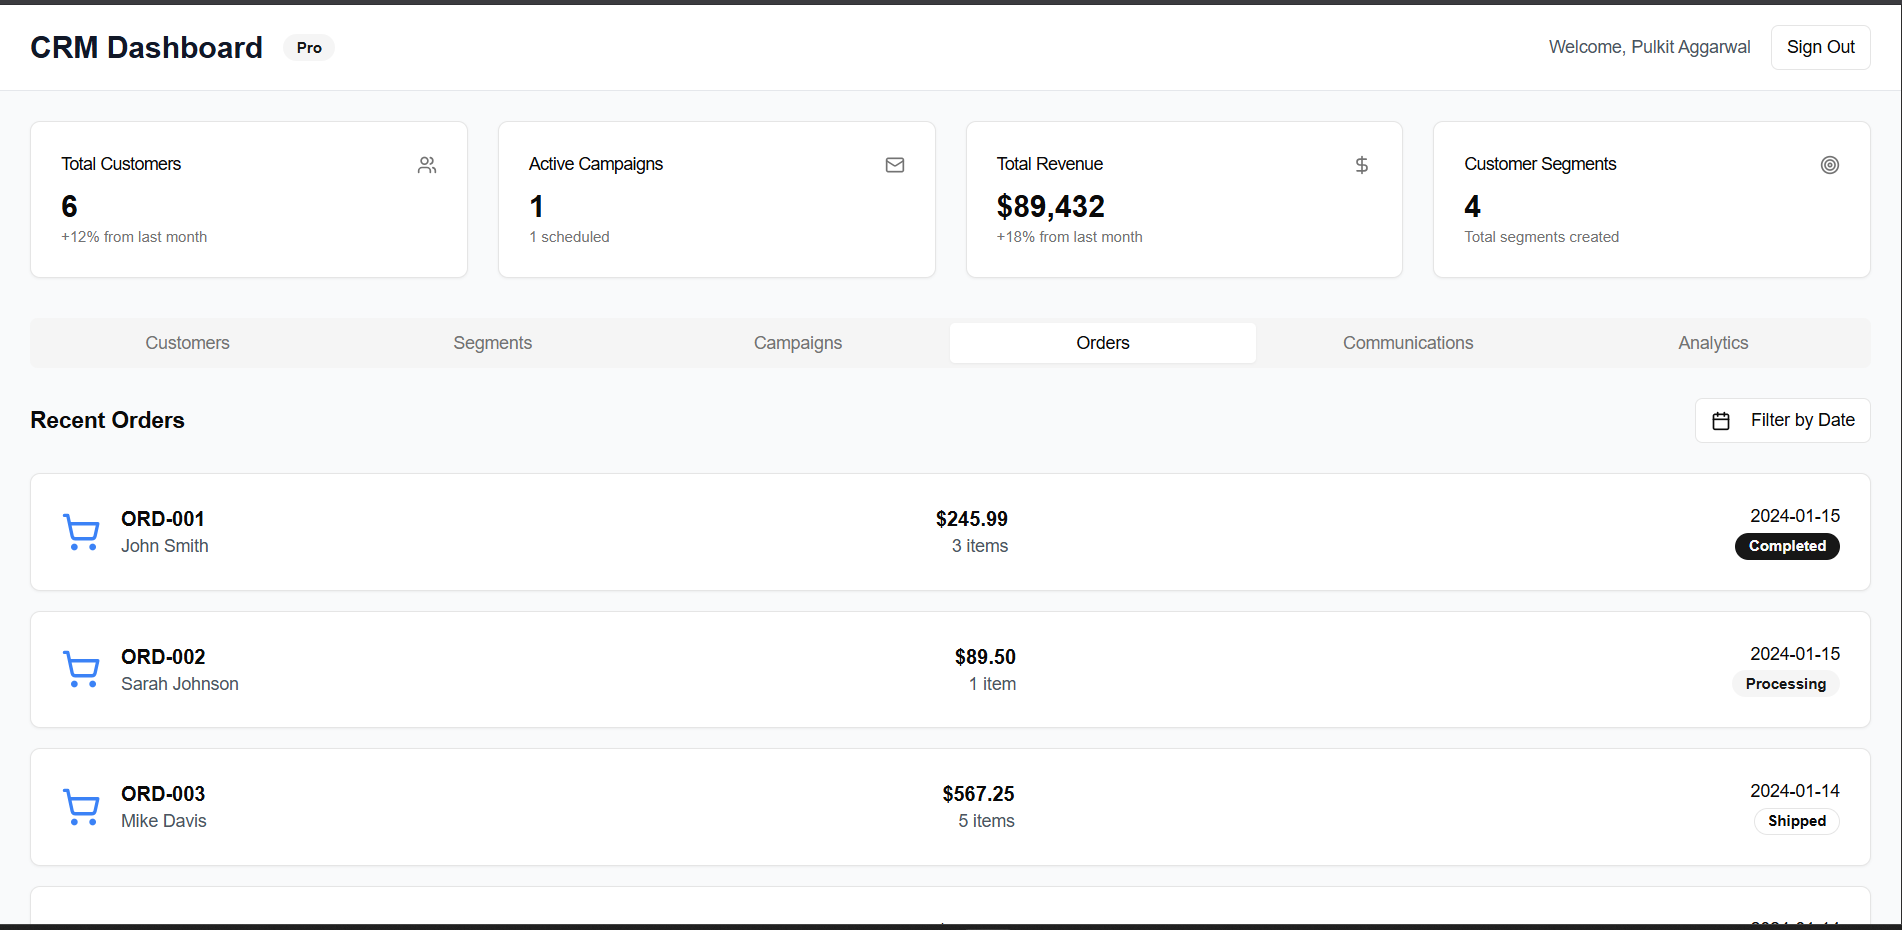 CRM Dashboard
Pro
Welcome, Pulkit Aggarwal
Sign Out
Total Customers
6
+12% from last month
Active Campaigns
1
1 scheduled
Total Revenue
$89,432
+18% from last month
Customer Segments
4
Total segments created
Customers
Segments
Campaigns
Orders
Communications
Analytics
Recent Orders
Filter by Date
ORD-001
John Smith
$245.99
3 items
2024-01-15
Completed
ORD-002
Sarah Johnson
$89.50
1 item
2024-01-15
Processing
ORD-003
Mike Davis
$567.25
5 items
2024-01-14
Shipped